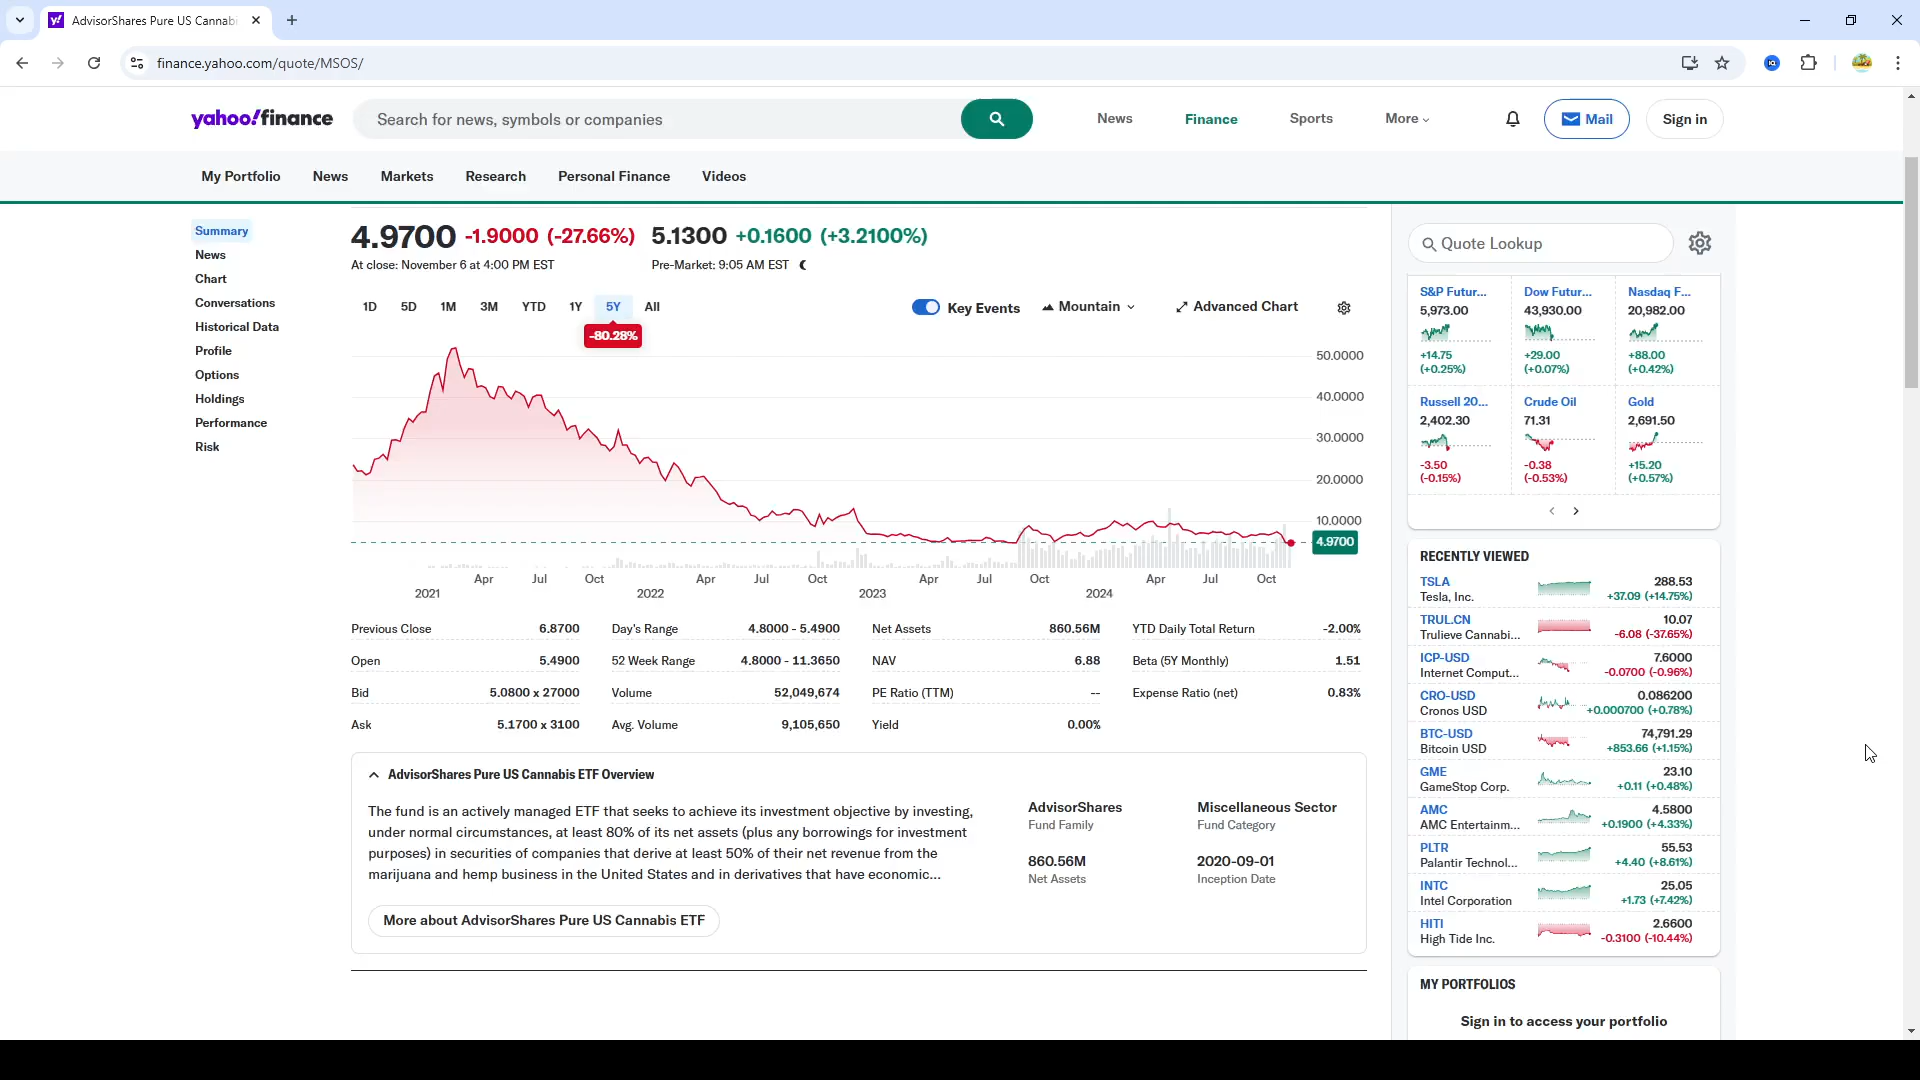 AdvisorShares Pure US Cannabi
finance.yahoo.com/quote/MSOS/
yahoo!finance
Search for news, symbols or companies
News
Finance
Sports
More
Mail
Sign in
My Portfolio
News
Markets
Research
Personal Finance
Videos
Summary
News
Chart
Conversations
Historical Data
Profile
Options
Holdings
Performance
Risk
4.9700 -1.9000 (-27.66%) 5.1300 +0.1600 (+3.2100%)
At close: November 6 at 4:00 PM EST
Pre-Market: 9:05 AM EST
1D 5D 1M 3M YTD 1Y 5Y All
-80.28%
Key Events
Mountain
Advanced Chart
50.0000
40.0000
30.0000
20.0000
10.0000
4.9700
Apr Jul Oct Apr Jul Oct Apr Jul Oct Apr Jul Oct
2021 2022 2023 2024
Previous Close 6.8700
Day's Range 4.8000 - 5.4900
Net Assets 860.56M
YTD Daily Total Return -2.00%
Open 5.4900
52 Week Range 4.8000 - 11.3650
NAV 6.88
Beta (5Y Monthly) 1.51
Bid 5.0800 x 27000
Volume 52,049,674
PE Ratio (TTM) --
Expense Ratio (net) 0.83%
Ask 5.1700 x 3100
Avg. Volume 9,105,650
Yield 0.00%
AdvisorShares Pure US Cannabis ETF Overview
The fund is an actively managed ETF that seeks to achieve its investment objective by investing,
under normal circumstances, at least 80% of its net assets (plus any borrowings for investment
purposes) in securities of companies that derive at least 50% of their net revenue from the
marijuana and hemp business in the United States and in derivatives that have economic...
AdvisorShares
Fund Family
Miscellaneous Sector
Fund Category
860.56M
Net Assets
2020-09-01
Inception Date
More about AdvisorShares Pure US Cannabis ETF
Quote Lookup
S&P Futur...
5,973.00
+14.75
(+0.25%)
Dow Futur...
43,930.00
+29.00
(+0.07%)
Nasdaq F...
20,982.00
+88.00
(+0.42%)
Russell 20...
2,402.30
-3.50
(-0.15%)
Crude Oil
71.31
-0.38
(-0.53%)
Gold
2,691.50
+15.20
(+0.57%)
RECENTLY VIEWED
TSLA 288.53
Tesla, Inc. +37.09 (+14.75%)
TRUL.CN 10.07
Trulieve Cannabi... -6.08 (-37.65%)
ICP-USD 7.6000
Internet Comput... -0.0700 (-0.96%)
CRO-USD 0.086200
Cronos USD +0.000700 (+0.78%)
BTC-USD 74,791.29
Bitcoin USD +853.66 (+1.15%)
GME 23.10
GameStop Corp. +0.11 (+0.48%)
AMC 4.5800
AMC Entertainm... +0.1900 (+4.33%)
PLTR 55.53
Palantir Technol... +4.40 (+8.61%)
INTC 25.05
Intel Corporation +1.73 (+7.42%)
HITI 2.6600
High Tide Inc. -0.3100 (-10.44%)
MY PORTFOLIOS
Sign in to access your portfolio